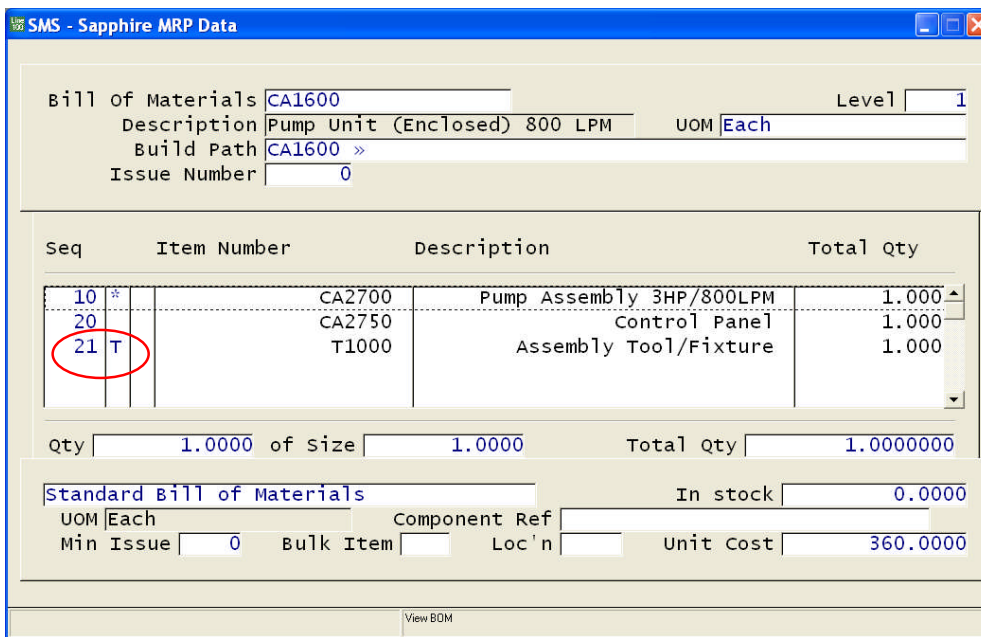 Line 100 SMS - Sapphire MRP Data
Bill Of Materials CA1600 Level 1
Description Pump Unit (Enclosed) 800 LPM UOM Each
Build Path CA1600 »
Issue Number 0
Seq Item Number Description Total Qty
10 * CA2700 Pump Assembly 3HP/800LPM 1.000
20 CA2750 Control Panel 1.000
21 T T1000 Assembly Tool/Fixture 1.000
Qty 1.0000 of Size 1.0000 Total Qty 1.0000000
Standard Bill of Materials In stock 0.0000
UOM Each Component Ref
Min Issue 0 Bulk Item Loc'n Unit Cost 360.0000
View BOM